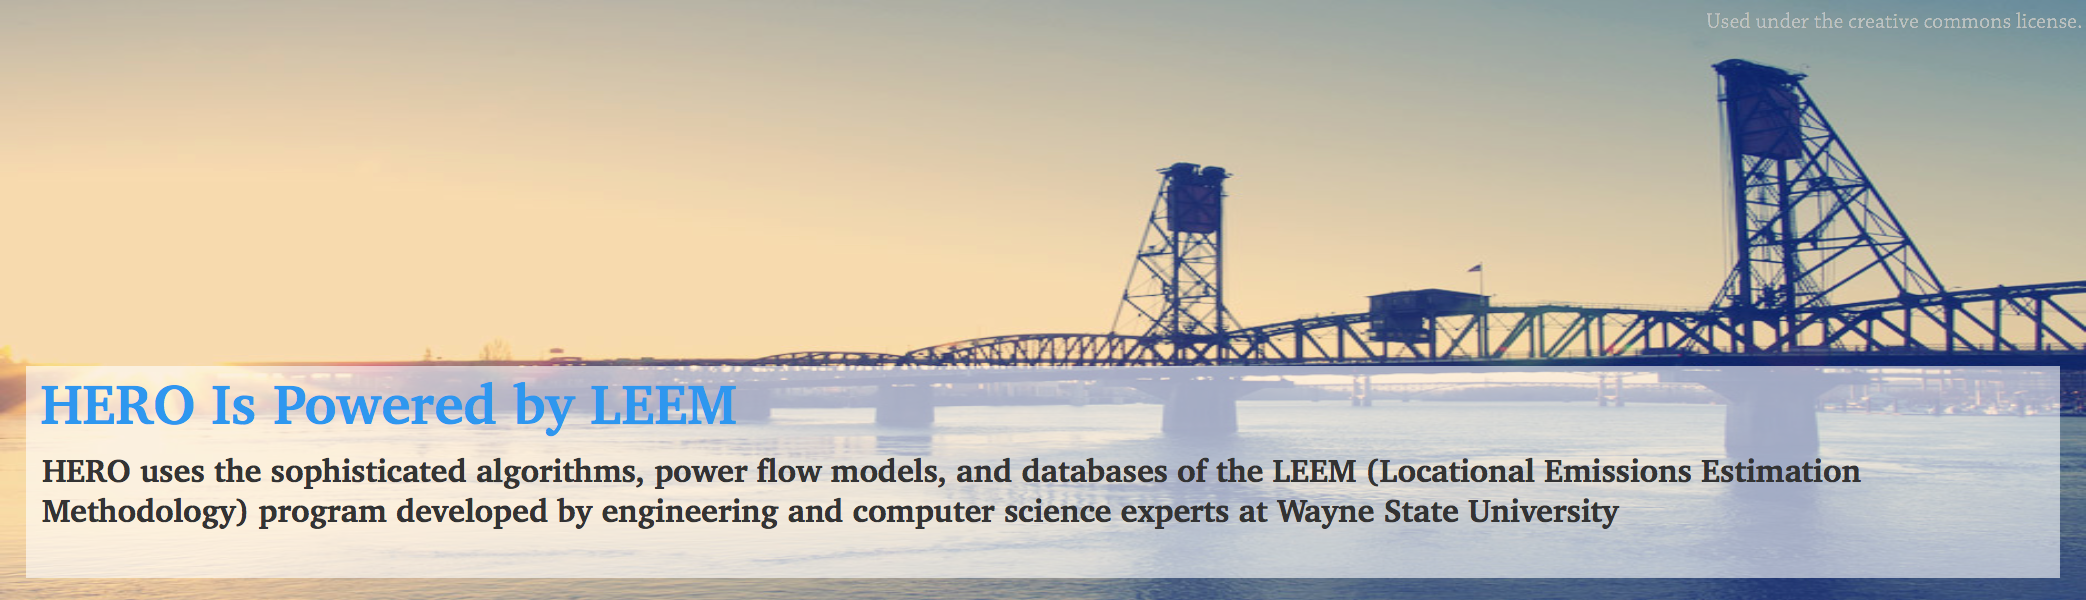 Used under the creative commons license.
HERO Is Powered by LEEM
HERO uses the sophisticated algorithms, power flow models, and databases of the LEEM (Locational Emissions Estimation
Methodology) program developed by engineering and computer science experts at Wayne State University